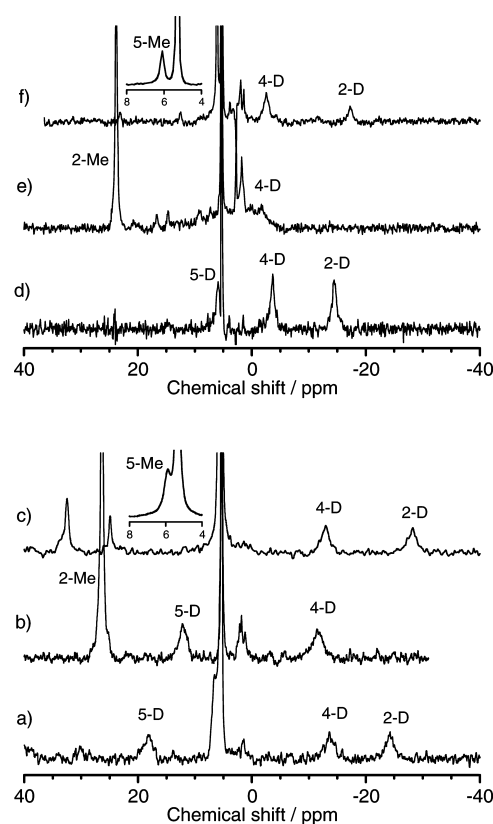 5-Me
8 6 4
f)
4-D
2-D
2-Me
e)
4-D
d)
5-D
4-D
2-D
40 20 0 -20 -40
Chemical shift / ppm
5-Me
8 6 4
c)
4-D
2-D
2-Me
b)
5-D
4-D
a)
5-D
4-D
2-D
40 20 0 -20 -40
Chemical shift / ppm